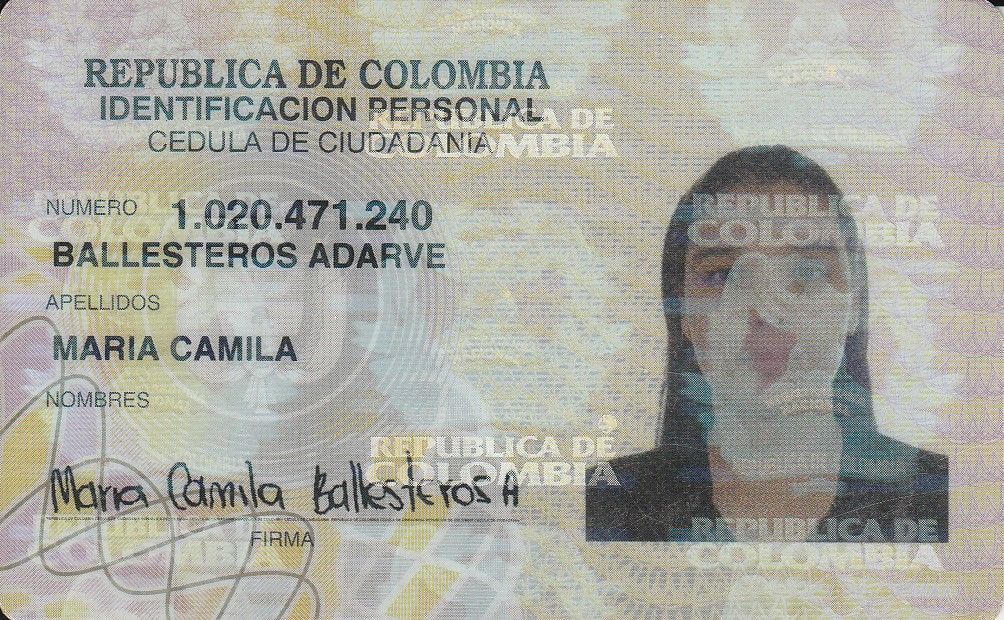 REPUBLICA DE COLOMBIA
IDENTIFICACION PERSONAL
CEDULA DE CIUDADANIA
REPUBLICA DE
COLOMBIA
REPUBLICA DE
COLOMBIA
NUMERO 1.020.471.240
BALLESTEROS ADARVE
APELLIDOS
MARIA CAMILA
NOMBRES
REPUBLICA DE
COLOMBIA
Maria Camila Ballesteros A
FIRMA
REPUBLICA DE
COLOMBIA